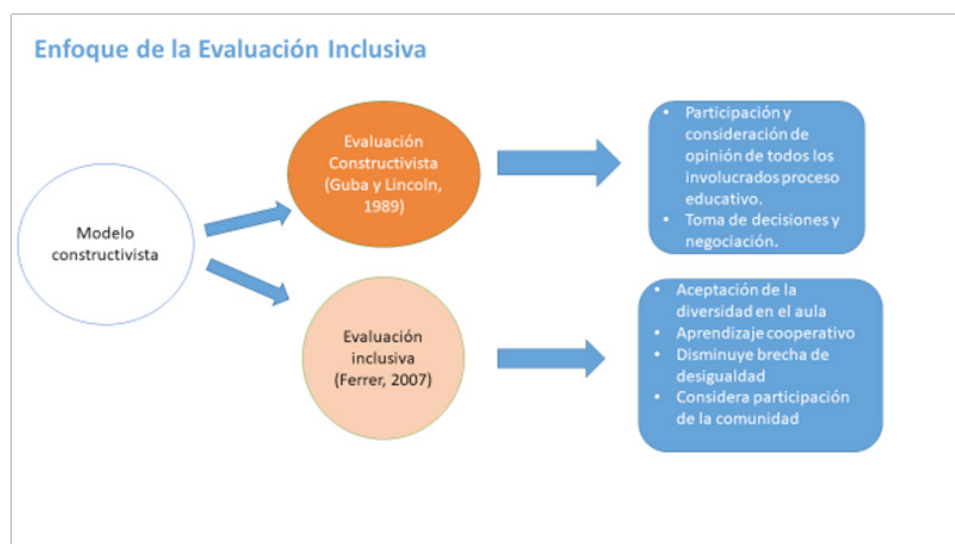 Enfoque de la Evaluación Inclusiva
Modelo
constructivista
Evaluación
Constructivista
(Guba y Lincoln,
1989)
• Participación y
consideración de
opinión de todos los
involucrados proceso
educativo.
• Toma de decisiones y
negociación.
Evaluación
inclusiva
(Ferrer, 2007)
• Aceptación de la
diversidad en el aula
• Aprendizaje cooperativo
• Disminuye brecha de
desigualdad
• Considera participación
de la comunidad